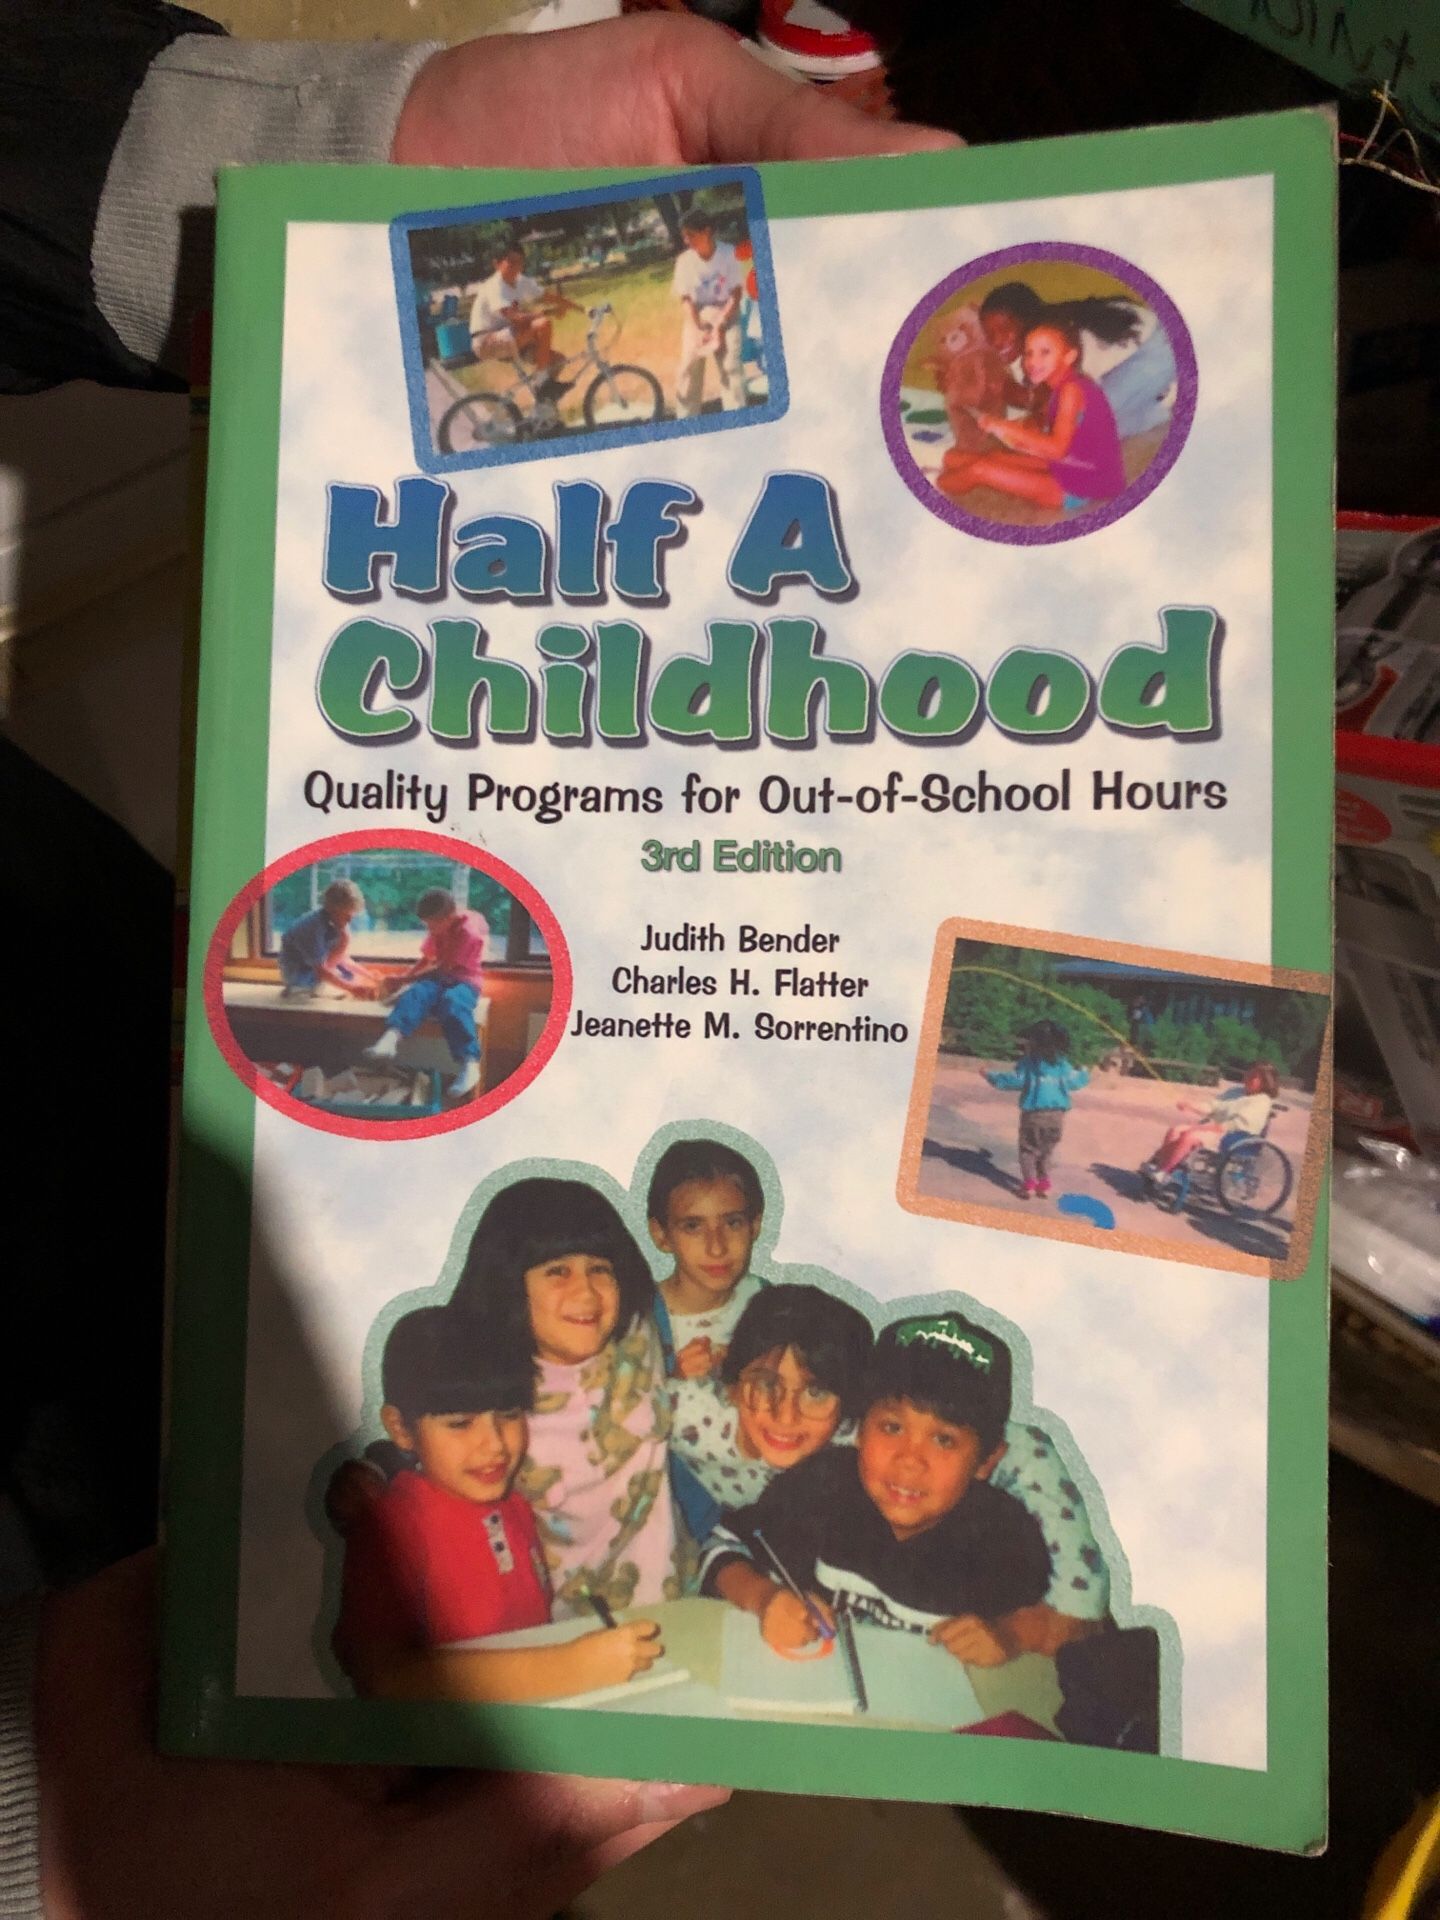 Half A
Childhood
Quality Programs for Out-of-School Hours
3rd Edition
Judith Bender
Charles H. Flatter
Jeanette M. Sorrentino